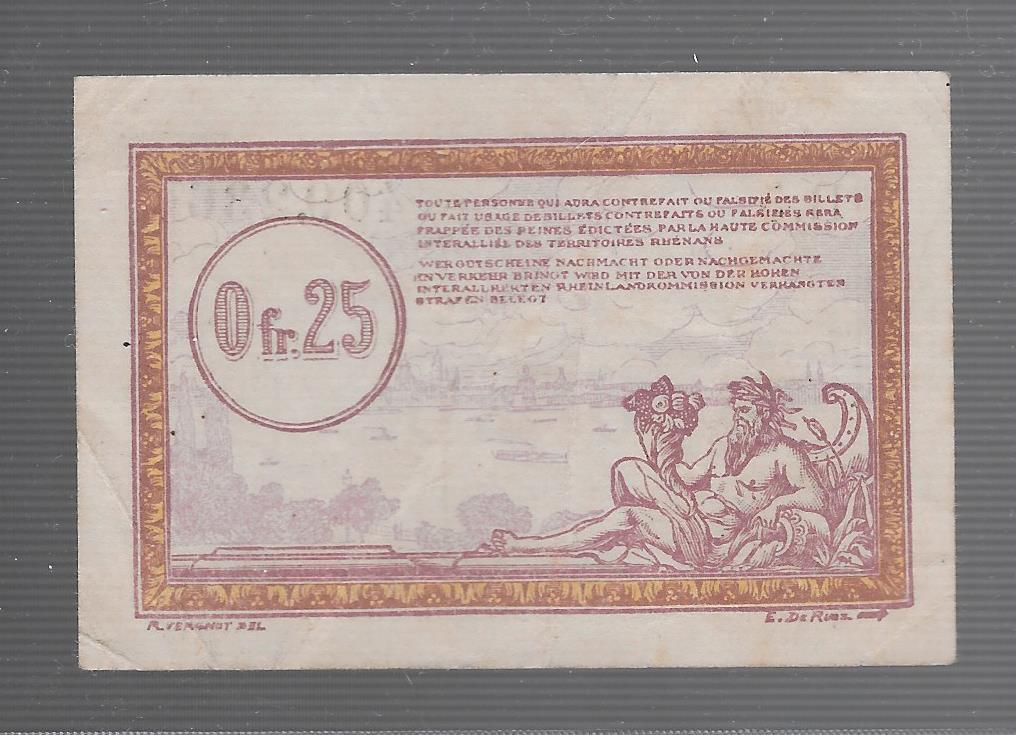 TOUTE PERSONNE QUI AURA CONTREFAIT OU FALSIFIÉ DES BILLETS
OU FAIT USAGE DE BILLETS CONTREFAITS OU FALSIFIES SERA
FRAPPÉE DES PEINES ÉDICTÉES PAR LA HAUTE COMMISSION
INTERALLIÉE DES TERRITOIRES RHÉNANS
WER GUTSCHEINE NACHMACHT ODER NACHGEMACHTE
IN VERKEHR BRINGT WIRD MIT DER VON DER HOHEN
INTERALLIIERTEN RHEINLANDKOMMISSION VERHANGTEN
STRAFEN BELEGT
0 fr. 25
R. VERGNOT DEL
E. De Ruaz